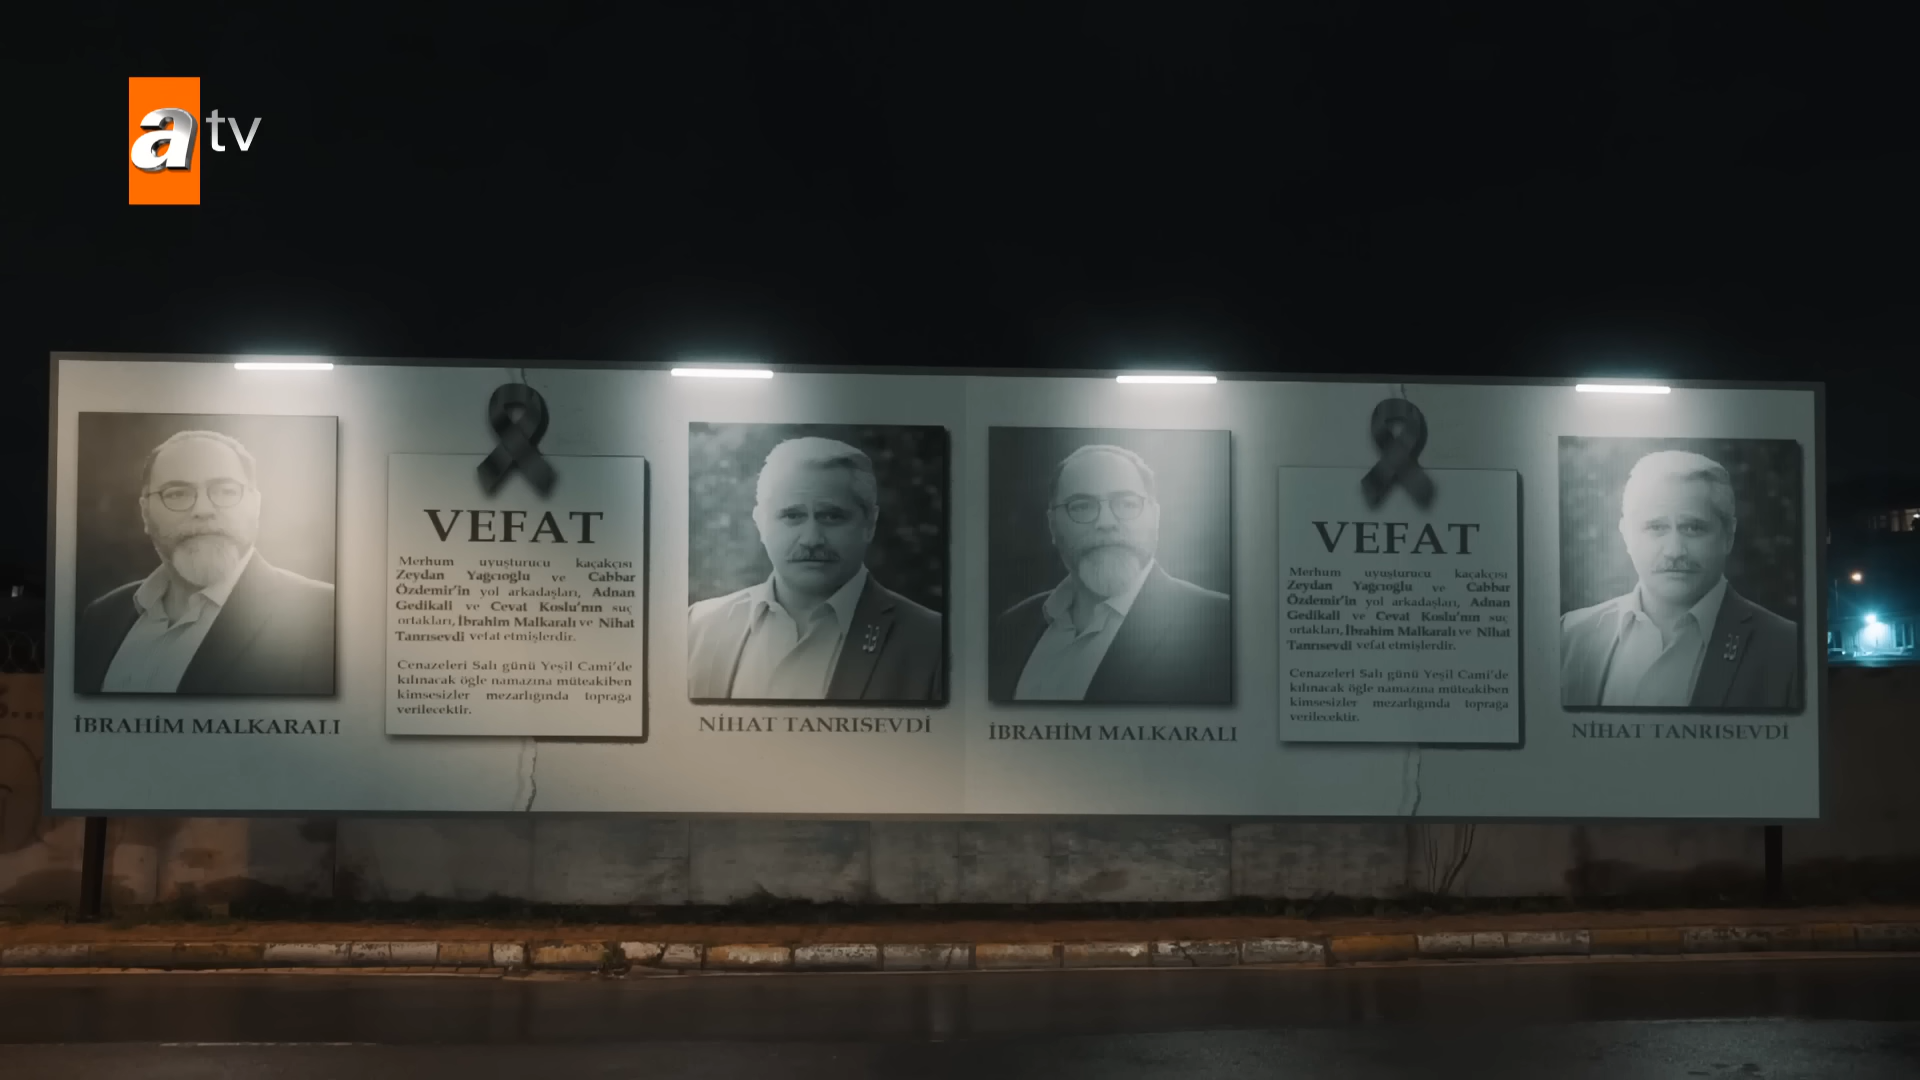 a tv
VEFAT
Merhum uyuşturucu kaçakçısı
Zeydan Yağcıoğlu ve Cabbar
Özdemir'in yol arkadaşları, Adnan
Gedikali ve Cevat Koslu'nın suç
ortakları, İbrahim Malkaralı ve Nihat
Tanrısevdi vefat etmişlerdir.
Cenazeleri Salı günü Yeşil Cami'de
kılınacak öğle namazına müteakiben
kimsesizler mezarlığında toprağa
verilecektir.
İBRAHİM MALKARALI
NİHAT TANRISEVDİ
VEFAT
Merhum uyuşturucu kaçakçısı
Zeydan Yağcıoğlu ve Cabbar
Özdemir'in yol arkadaşları, Adnan
Gedikali ve Cevat Koslu'nın suç
ortakları, İbrahim Malkaralı ve Nihat
Tanrısevdi vefat etmişlerdir.
Cenazeleri Salı günü Yeşil Cami'de
kılınacak öğle namazına müteakiben
kimsesizler mezarlığında toprağa
verilecektir.
İBRAHİM MALKARALI
NİHAT TANRISEVDİ